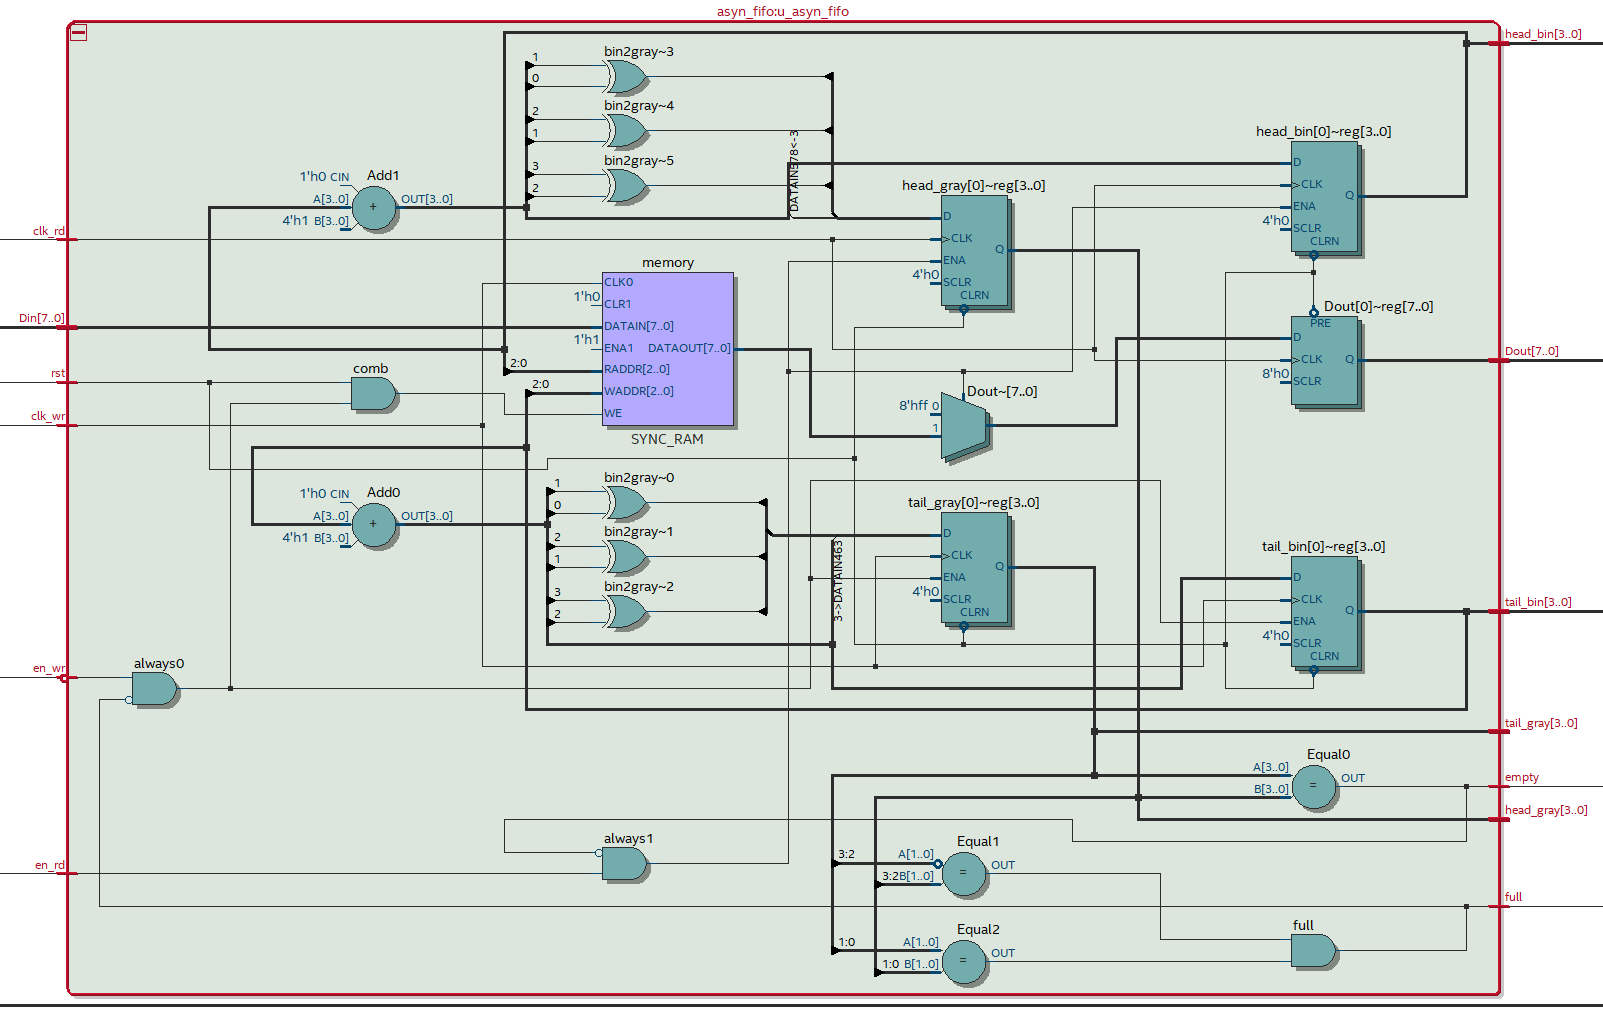 asyn_fifo:u_asyn_fifo
head_bin[3..0]
bin2gray~3
1
0
bin2gray~4
2
1
bin2gray~5
3
2
DATAIN578<-3
head_bin[0]~reg[3..0]
D
CLK
ENA
4'h0
SCLR
CLRN
Q
1'h0 CIN
Add1
A[3..0]
+
OUT[3..0]
4'h1 B[3..0]
head_gray[0]~reg[3..0]
D
CLK
ENA
4'h0
SCLR
CLRN
Q
clk_rd
memory
CLK0
1'h0
CLR1
Din[7..0]
DATAIN[7..0]
1'h1
ENA1
DATAOUT[7..0]
2:0
RADDR[2..0]
2:0
WADDR[2..0]
WE
SYNC_RAM
Dout[0]~reg[7..0]
PRE
D
CLK
8'h0
SCLR
Q
Dout[7..0]
rst
comb
clk_wr
Dout~[7..0]
8'hff 0
1
bin2gray~0
1
0
bin2gray~1
2
1
bin2gray~2
3
2
1'h0 CIN
Add0
A[3..0]
+
OUT[3..0]
4'h1 B[3..0]
3->DATAIN463
tail_gray[0]~reg[3..0]
D
CLK
ENA
4'h0
SCLR
CLRN
Q
tail_bin[0]~reg[3..0]
D
CLK
ENA
4'h0
SCLR
CLRN
Q
tail_bin[3..0]
en_wr
always0
tail_gray[3..0]
Equal0
A[3..0]
B[3..0]
=
OUT
empty
head_gray[3..0]
always1
en_rd
Equal1
3:2
A[1..0]
3:2
B[1..0]
=
OUT
full
Equal2
1:0
A[1..0]
1:0
B[1..0]
=
OUT
full